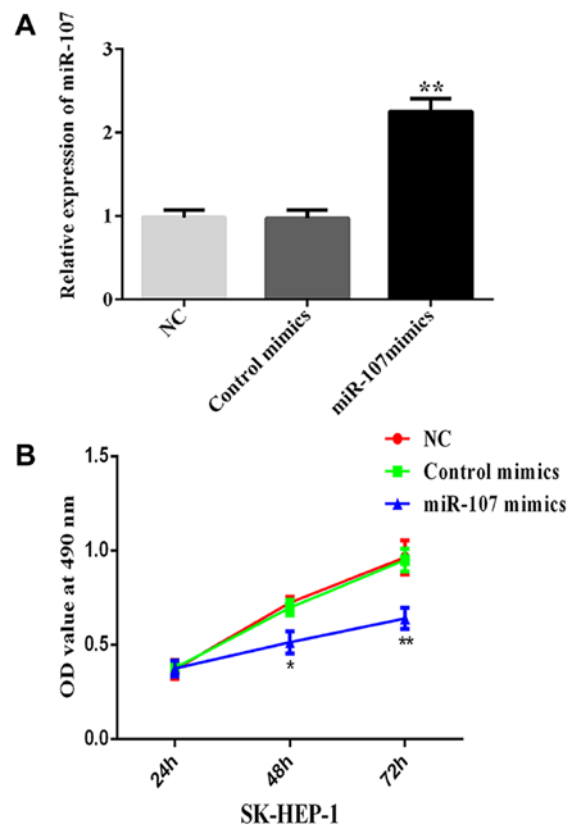 A
Relative expression of miR-107
3
2
1
0
**
NC
Control mimics
miR-107mimics
B
NC
Control mimics
miR-107 mimics
OD value at 490 nm
1.5
1.0
0.5
0.0
*
**
24h
48h
72h
SK-HEP-1